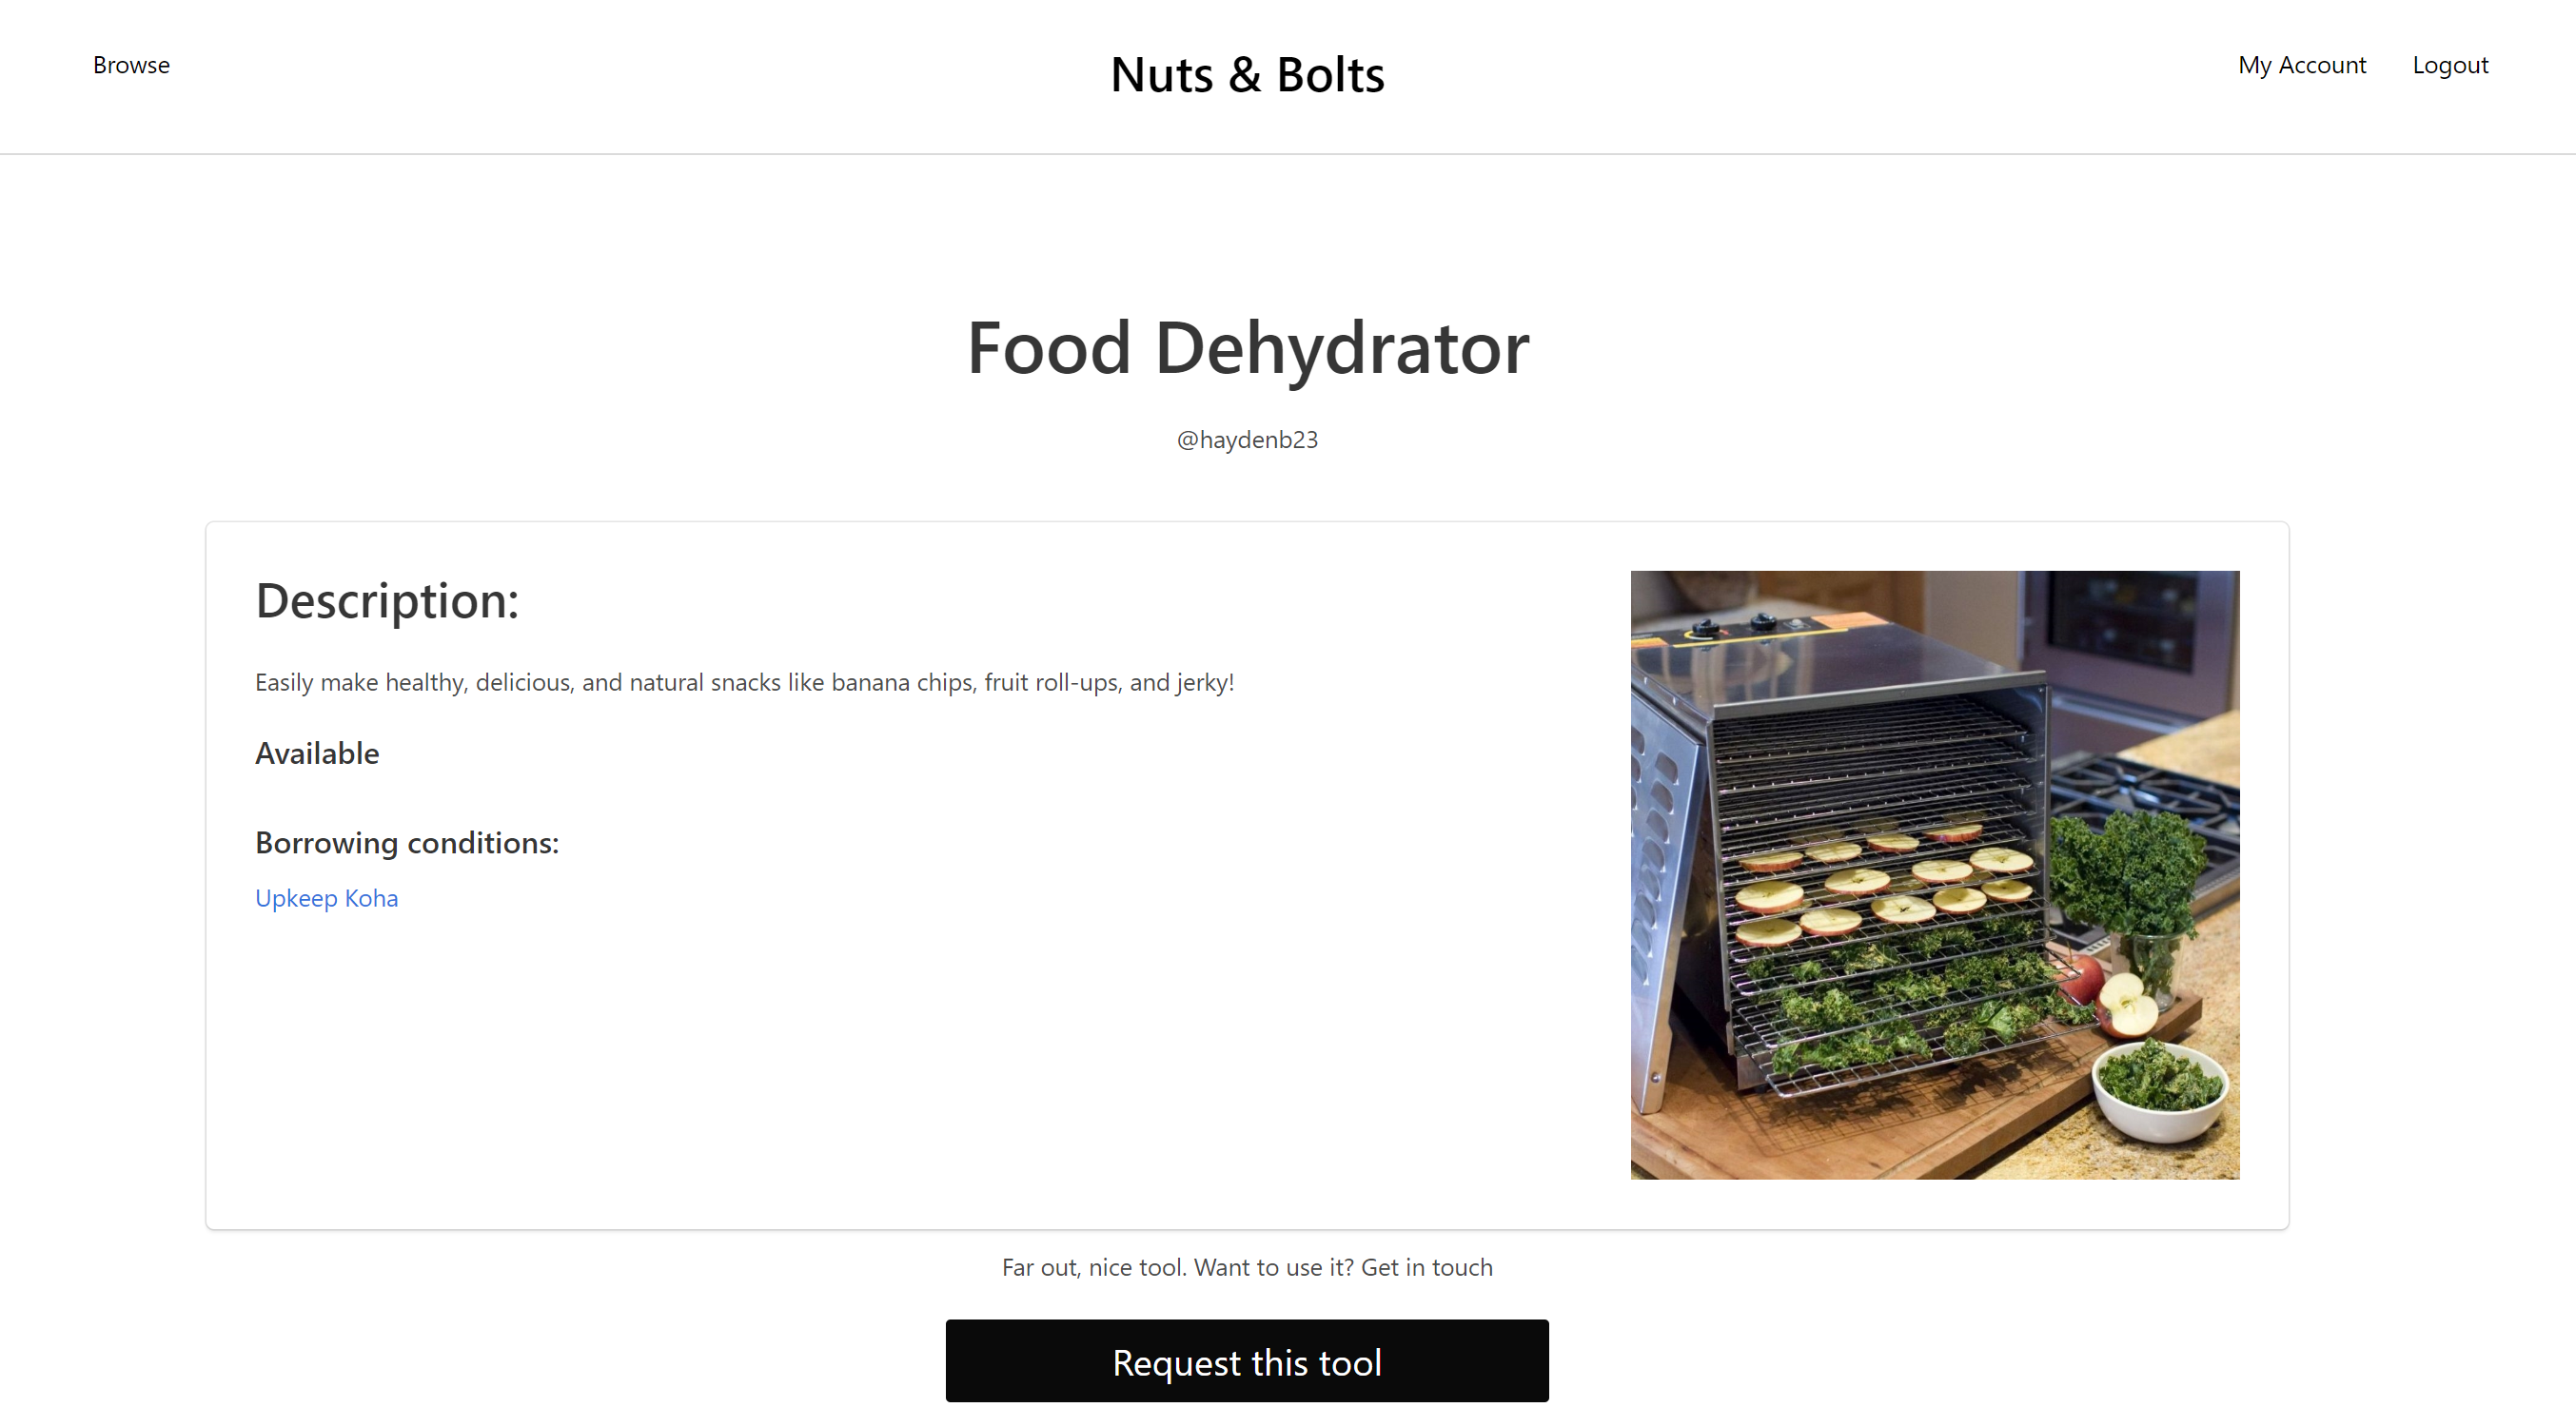 Browse
Nuts & Bolts
My Account
Logout
Food Dehydrator
@haydenb23
Description:
Easily make healthy, delicious, and natural snacks like banana chips, fruit roll-ups, and jerky!
Available
Borrowing conditions:
Upkeep Koha
Far out, nice tool. Want to use it? Get in touch
Request this tool